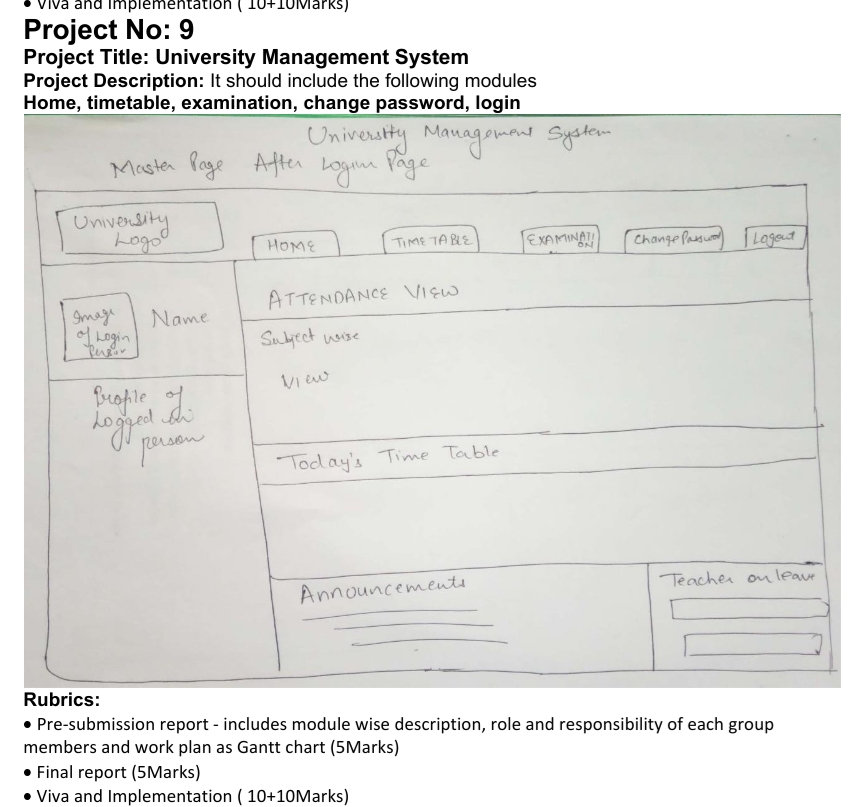 • Viva and Implementation ( 10+10Marks)
Project No: 9
Project Title: University Management System
Project Description: It should include the following modules
Home, timetable, examination, change password, login
University Management System
Master Page After Login Page
University
Logo
HOME
TIMETABLE
EXAMINATI
ON
Change Password
Logout
Image
of Login
Person
Name
Profile of
Logged in
person
ATTENDANCE VIEW
Subject wise
View
Today's Time Table
Announcements
Teacher on leave
Rubrics:
• Pre-submission report - includes module wise description, role and responsibility of each group
members and work plan as Gantt chart (5Marks)
• Final report (5Marks)
• Viva and Implementation ( 10+10Marks)